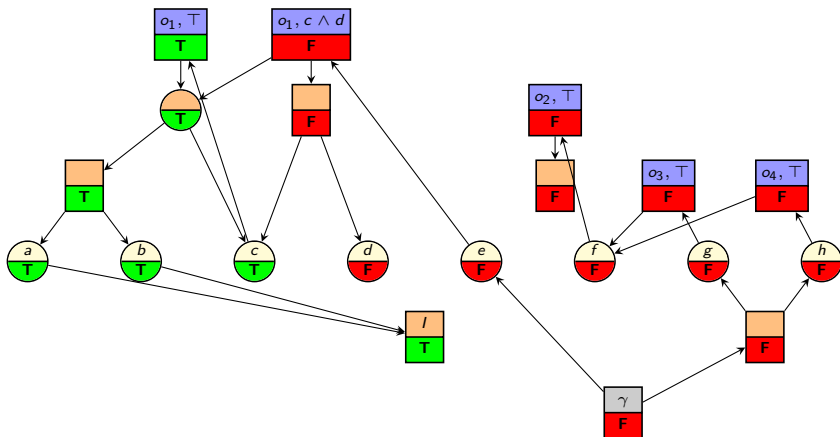 o₁, ⊤ o₁, c ∧ d
T F
o₂, ⊤
T F F
o₃, ⊤ o₄, ⊤
T F F F
a b c d e f g h
T T T F F F F F
I
T F
γ
F